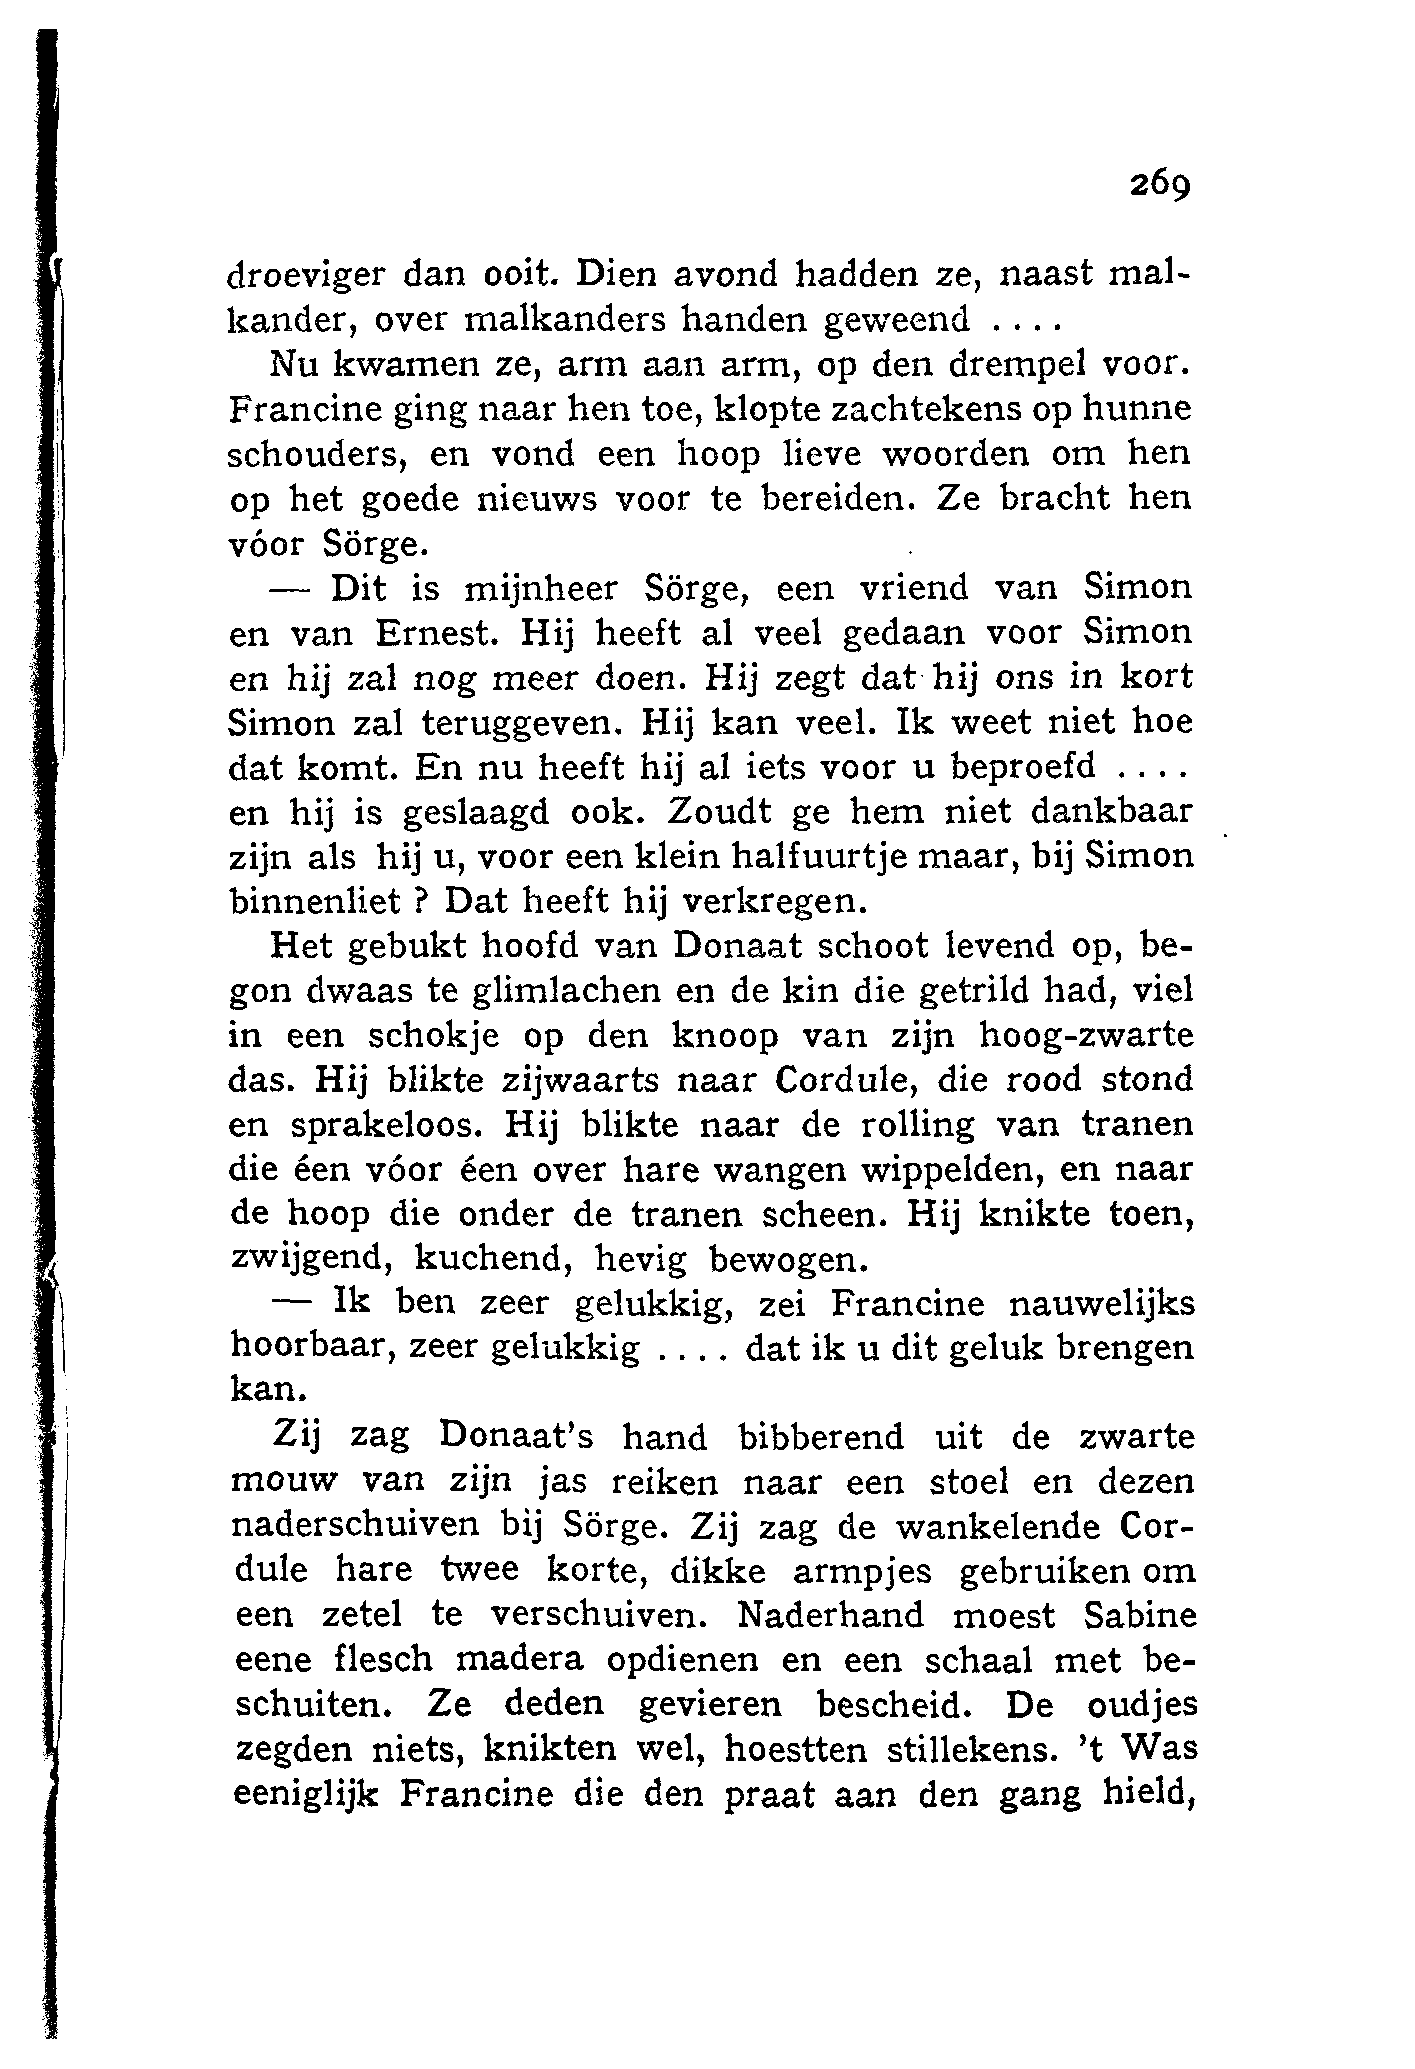 269
droeviger dan ooit. Dien avond hadden ze, naast mal-
kander, over malkanders handen geweend ....
Nu kwamen ze, arm aan arm, op den drempel voor.
Francine ging naar hen toe, klopte zachtekens op hunne
schouders, en vond een hoop lieve woorden om hen
op het goede nieuws voor te bereiden. Ze bracht hen
vóor Sörge.
— Dit is mijnheer Sörge, een vriend van Simon
en van Ernest. Hij heeft al veel gedaan voor Simon
en hij zal nog meer doen. Hij zegt dat hij ons in kort
Simon zal teruggeven. Hij kan veel. Ik weet niet hoe
dat komt. En nu heeft hij al iets voor u beproefd ....
en hij is geslaagd ook. Zoudt ge hem niet dankbaar
zijn als hij u, voor een klein halfuurtje maar, bij Simon
binnenliet ? Dat heeft hij verkregen.
Het gebukt hoofd van Donaat schoot levend op, be-
gon dwaas te glimlachen en de kin die getrild had, viel
in een schokje op den knoop van zijn hoog-zwarte
das. Hij blikte zijwaarts naar Cordule, die rood stond
en sprakeloos. Hij blikte naar de rolling van tranen
die éen vóor éen over hare wangen wippelden, en naar
de hoop die onder de tranen scheen. Hij knikte toen,
zwijgend, kuchend, hevig bewogen.
— Ik ben zeer gelukkig, zei Francine nauwelijks
hoorbaar, zeer gelukkig .... dat ik u dit geluk brengen
kan.
Zij zag Donaat's hand bibberend uit de zwarte
mouw van zijn jas reiken naar een stoel en dezen
naderschuiven bij Sörge. Zij zag de wankelende Cor-
dule hare twee korte, dikke armpjes gebruiken om
een zetel te verschuiven. Naderhand moest Sabine
eene flesch madera opdienen en een schaal met be-
schuiten. Ze deden gevieren bescheid. De oudjes
zegden niets, knikten wel, hoestten stillekens. 't Was
eeniglijk Francine die den praat aan den gang hield,